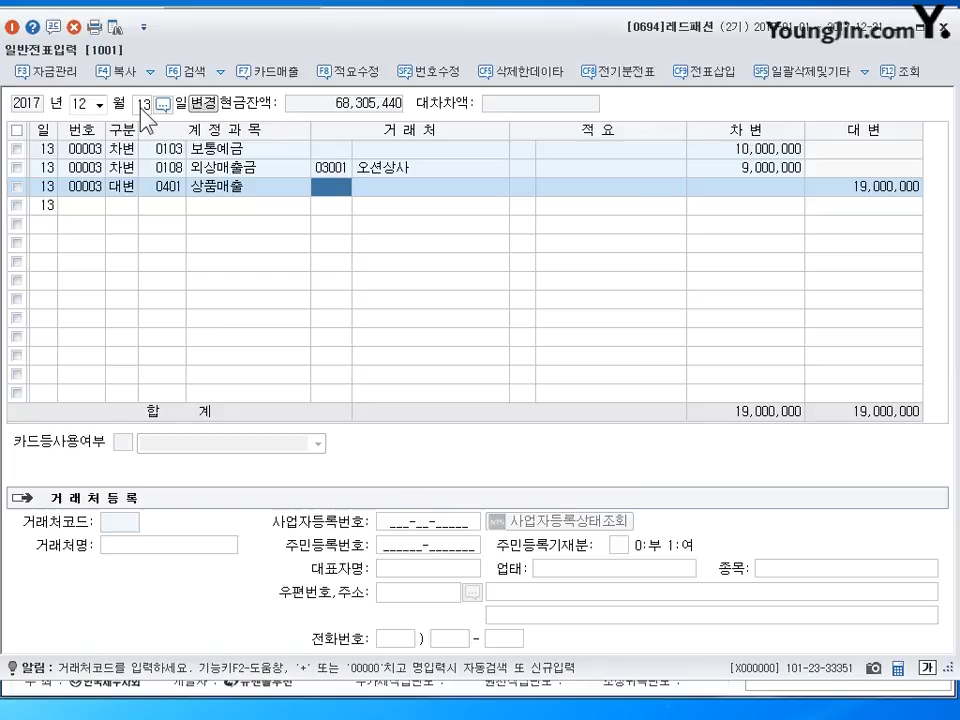 [0694]레드패션 (2기)
YoungJin.com Y.
일반전표입력 [1001]
F3 자금관리 F4 복사 F6 검색 F7 카드매출 F8 적요수정 SF2 번호수정 CF5 삭제한데이타 CF8 전기분전표 CF9 전표삽입 SF5 일괄삭제및기타 F12 조회
2017 년 12 월 13 일 변경 현금잔액: 68,305,440 대차차액:
일 번호 구분 계 정 과 목 거 래 처 적 요 차 변 대 변
13 00003 차변 0103 보통예금 10,000,000
13 00003 차변 0108 외상매출금 03001 오션상사 9,000,000
13 00003 대변 0401 상품매출 19,000,000
13
합 계 19,000,000 19,000,000
카드등사용여부
거 래 처 등 록
거래처코드: 사업자등록번호: ___-__-_____ NTS 사업자등록상태조회
거래처명: 주민등록번호: ______-_______ 주민등록기재분: 0:부 1:여
대표자명: 업태: 종목:
우편번호,주소:
전화번호: ) -
알림 : 거래처코드를 입력하세요. 기능키F2-도움창, '+' 또는 '00000'치고 명입력시 자동검색 또 신규입력 [X000000] 101-23-33351 가